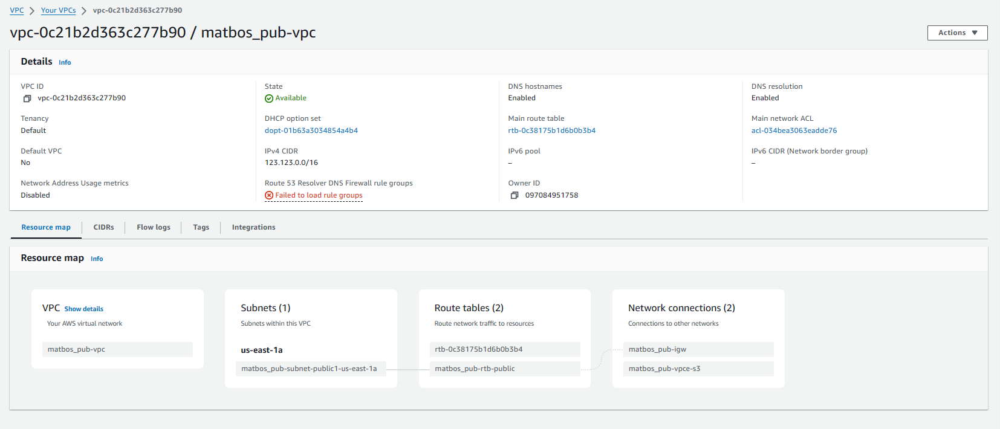 VPC > Your VPCs > vpc-0c21b2d363c277b90
vpc-0c21b2d363c277b90 / matbos_pub-vpc
Actions ▼
Details Info
VPC ID
vpc-0c21b2d363c277b90
State
Available
DNS hostnames
Enabled
DNS resolution
Enabled
Tenancy
Default
DHCP option set
dopt-01b63a3034854a4b4
Main route table
rtb-0c38175b1d6b0b3b4
Main network ACL
acl-034bea3063eadde76
Default VPC
No
IPv4 CIDR
123.123.0.0/16
IPv6 pool
–
IPv6 CIDR (Network border group)
–
Network Address Usage metrics
Disabled
Route 53 Resolver DNS Firewall rule groups
Failed to load rule groups
Owner ID
097084951758
Resource map CIDRs Flow logs Tags Integrations
Resource map Info
VPC Show details
Your AWS virtual network
matbos_pub-vpc
Subnets (1)
Subnets within this VPC
us-east-1a
matbos_pub-subnet-public1-us-east-1a
Route tables (2)
Route network traffic to resources
rtb-0c38175b1d6b0b3b4
matbos_pub-rtb-public
Network connections (2)
Connections to other networks
matbos_pub-igw
matbos_pub-vpce-s3